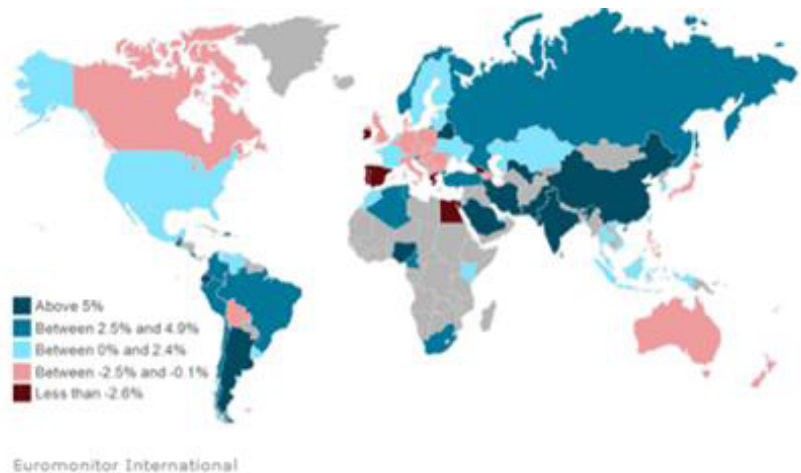 Above 5%
Between 2.5% and 4.9%
Between 0% and 2.4%
Between -2.5% and -0.1%
Less than -2.6%
Euromonitor International